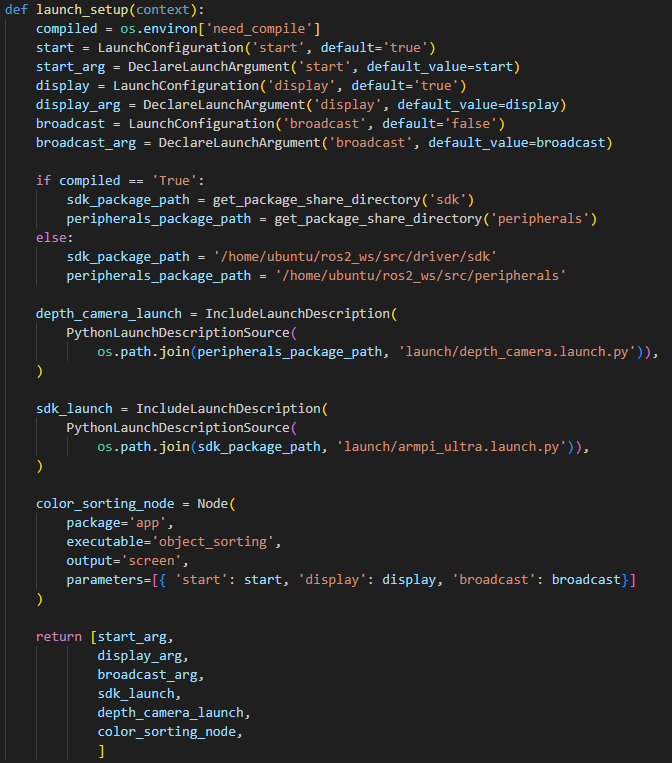 def launch_setup(context):
    compiled = os.environ['need_compile']
    start = LaunchConfiguration('start', default='true')
    start_arg = DeclareLaunchArgument('start', default_value=start)
    display = LaunchConfiguration('display', default='true')
    display_arg = DeclareLaunchArgument('display', default_value=display)
    broadcast = LaunchConfiguration('broadcast', default='false')
    broadcast_arg = DeclareLaunchArgument('broadcast', default_value=broadcast)

    if compiled == 'True':
        sdk_package_path = get_package_share_directory('sdk')
        peripherals_package_path = get_package_share_directory('peripherals')
    else:
        sdk_package_path = '/home/ubuntu/ros2_ws/src/driver/sdk'
        peripherals_package_path = '/home/ubuntu/ros2_ws/src/peripherals'

    depth_camera_launch = IncludeLaunchDescription(
        PythonLaunchDescriptionSource(
            os.path.join(peripherals_package_path, 'launch/depth_camera.launch.py')),
    )

    sdk_launch = IncludeLaunchDescription(
        PythonLaunchDescriptionSource(
            os.path.join(sdk_package_path, 'launch/armpi_ultra.launch.py')),
    )

    color_sorting_node = Node(
        package='app',
        executable='object_sorting',
        output='screen',
        parameters=[{ 'start': start, 'display': display, 'broadcast': broadcast}]
    )

    return [start_arg,
            display_arg,
            broadcast_arg,
            sdk_launch,
            depth_camera_launch,
            color_sorting_node,
            ]